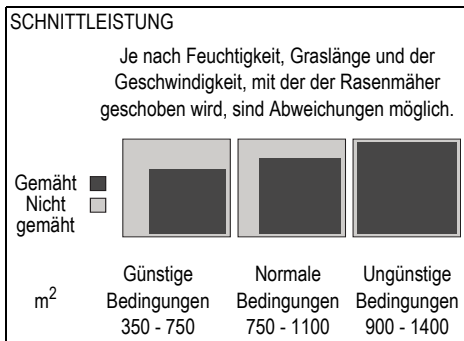 SCHNITTLEISTUNG
Je nach Feuchtigkeit, Graslänge und der
Geschwindigkeit, mit der der Rasenmäher
geschoben wird, sind Abweichungen möglich.
Gemäht
Nicht
gemäht
m²
Günstige
Bedingungen
350 - 750
Normale
Bedingungen
750 - 1100
Ungünstige
Bedingungen
900 - 1400